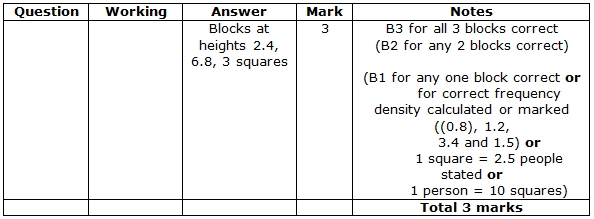 Question Working Answer Mark Notes
Blocks at
heights 2.4,
6.8, 3 squares
3
B3 for all 3 blocks correct
(B2 for any 2 blocks correct)
(B1 for any one block correct or
for correct frequency
density calculated or marked
((0.8), 1.2,
3.4 and 1.5) or
1 square = 2.5 people
stated or
1 person = 10 squares)
Total 3 marks